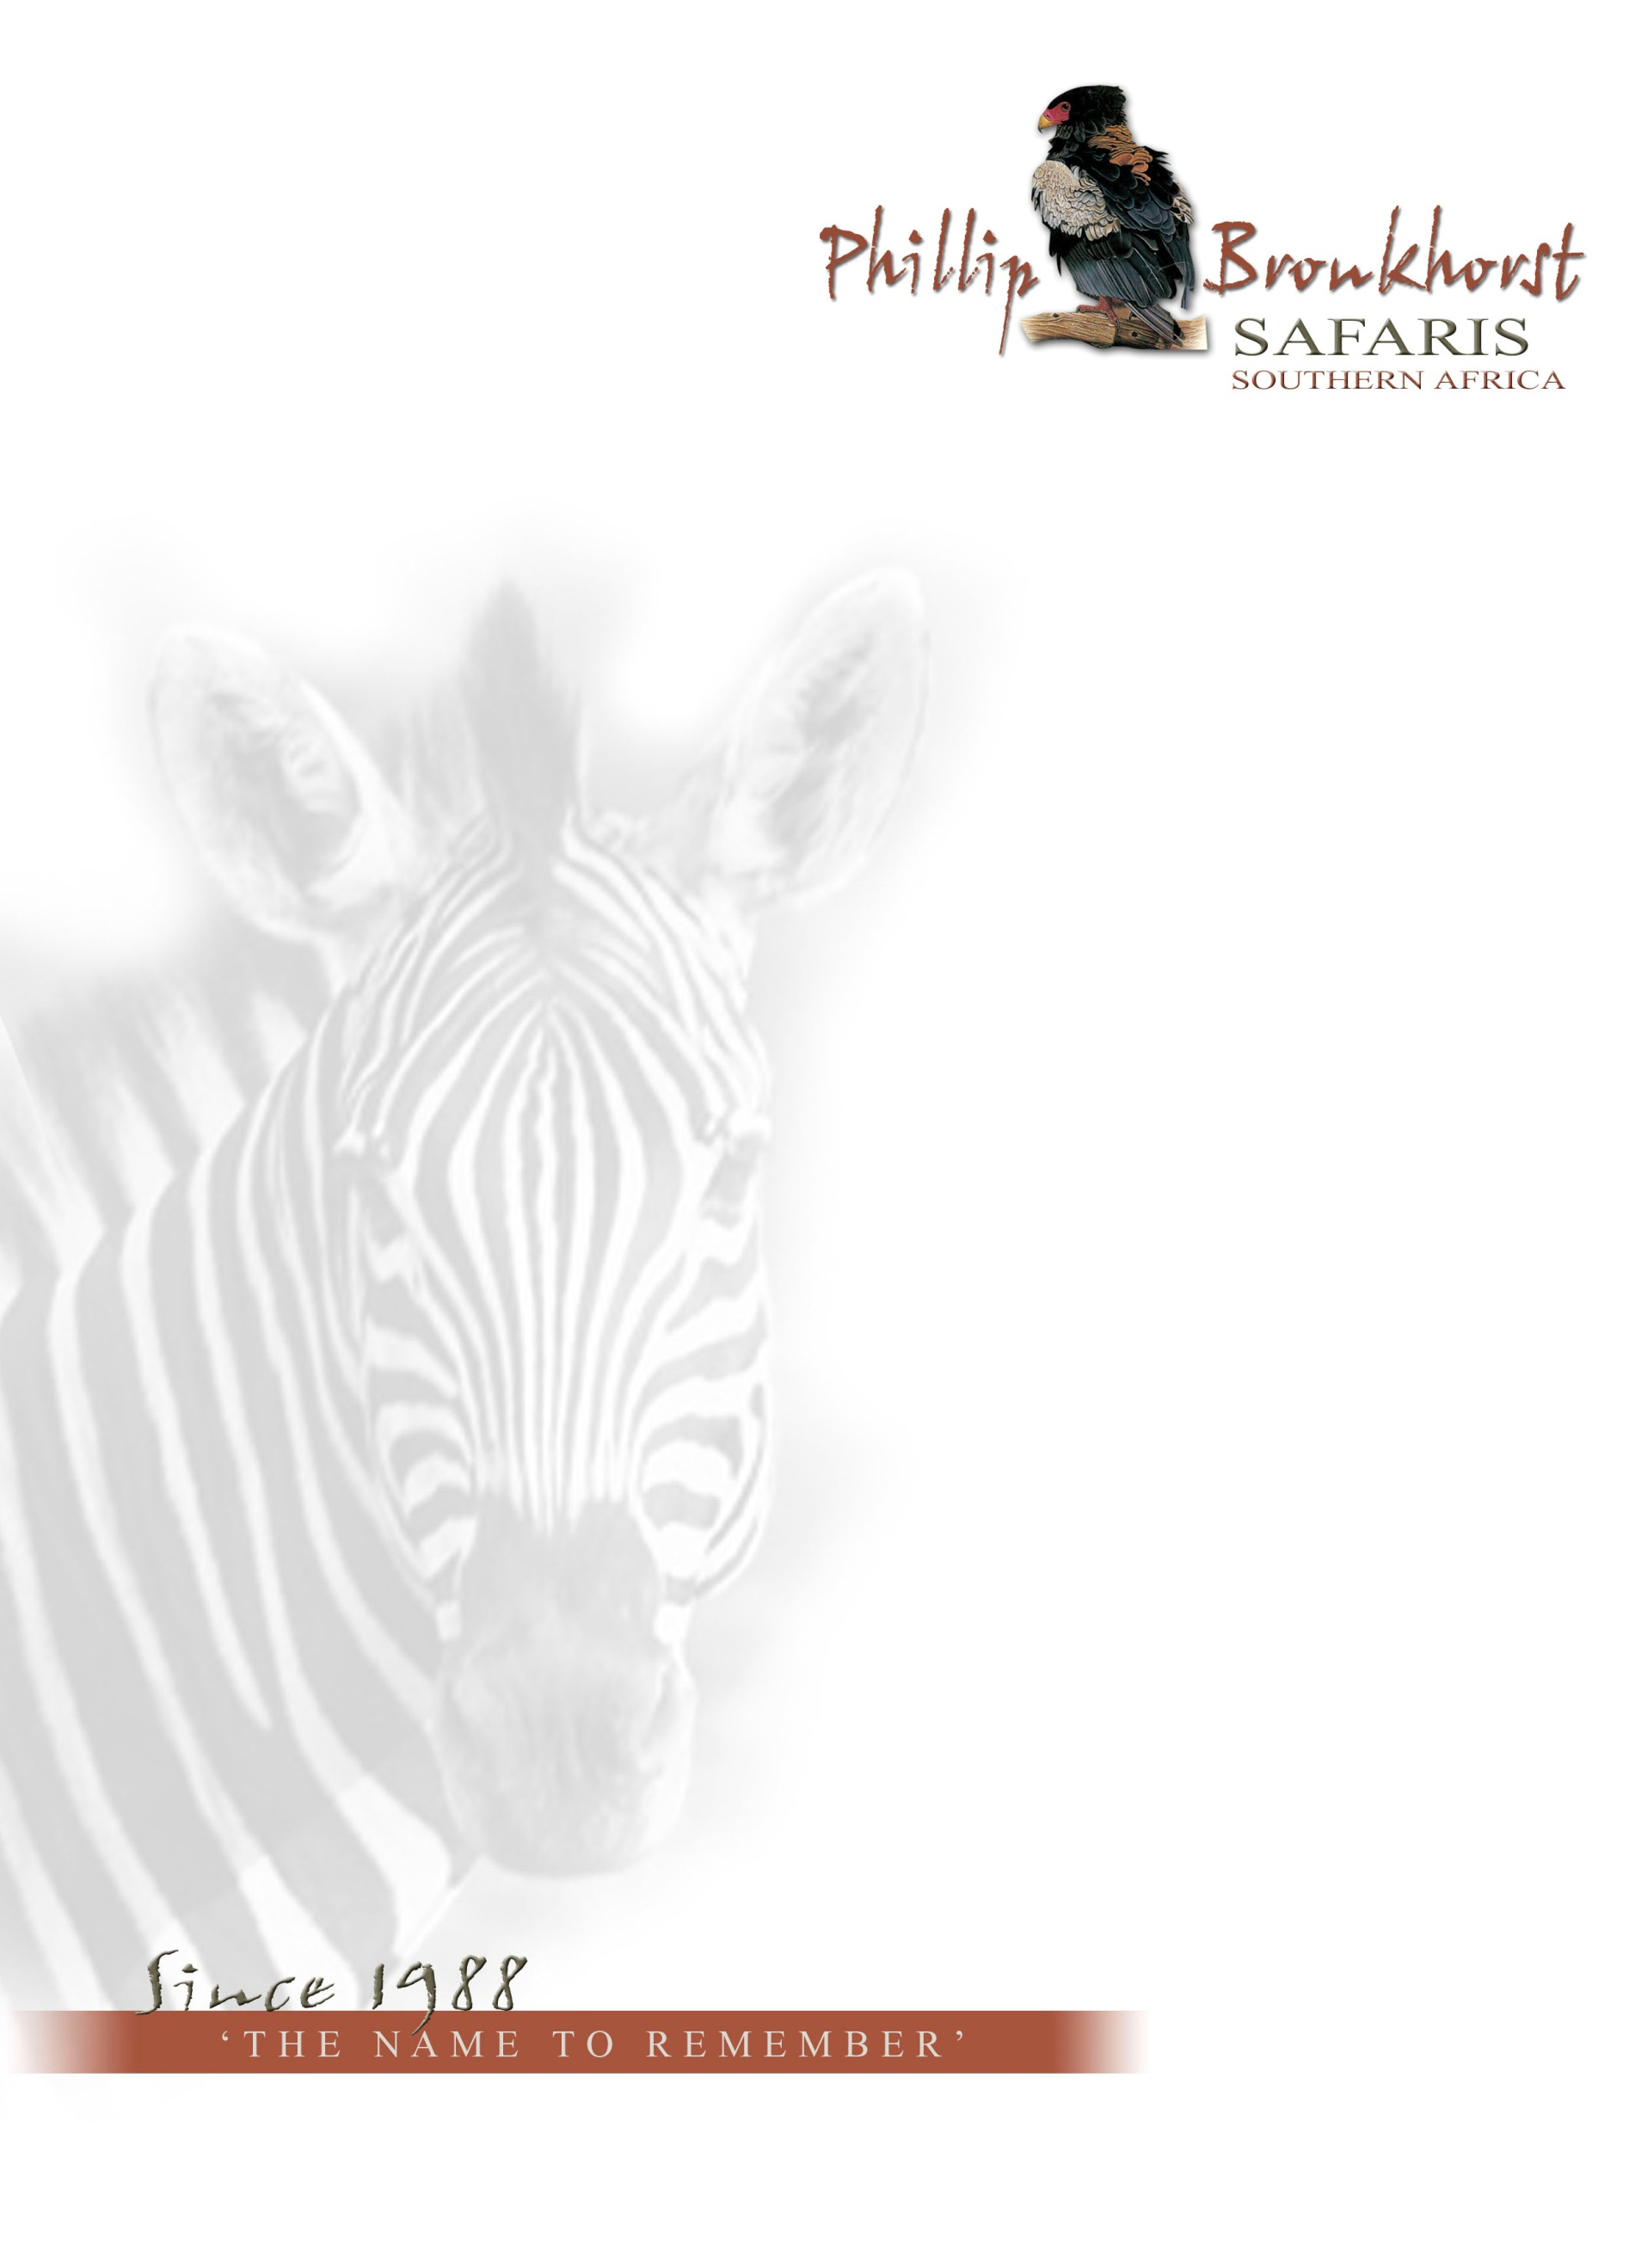 Phillip Bronkhorst
SAFARIS
SOUTHERN AFRICA
Since 1988
‘THE NAME TO REMEMBER’